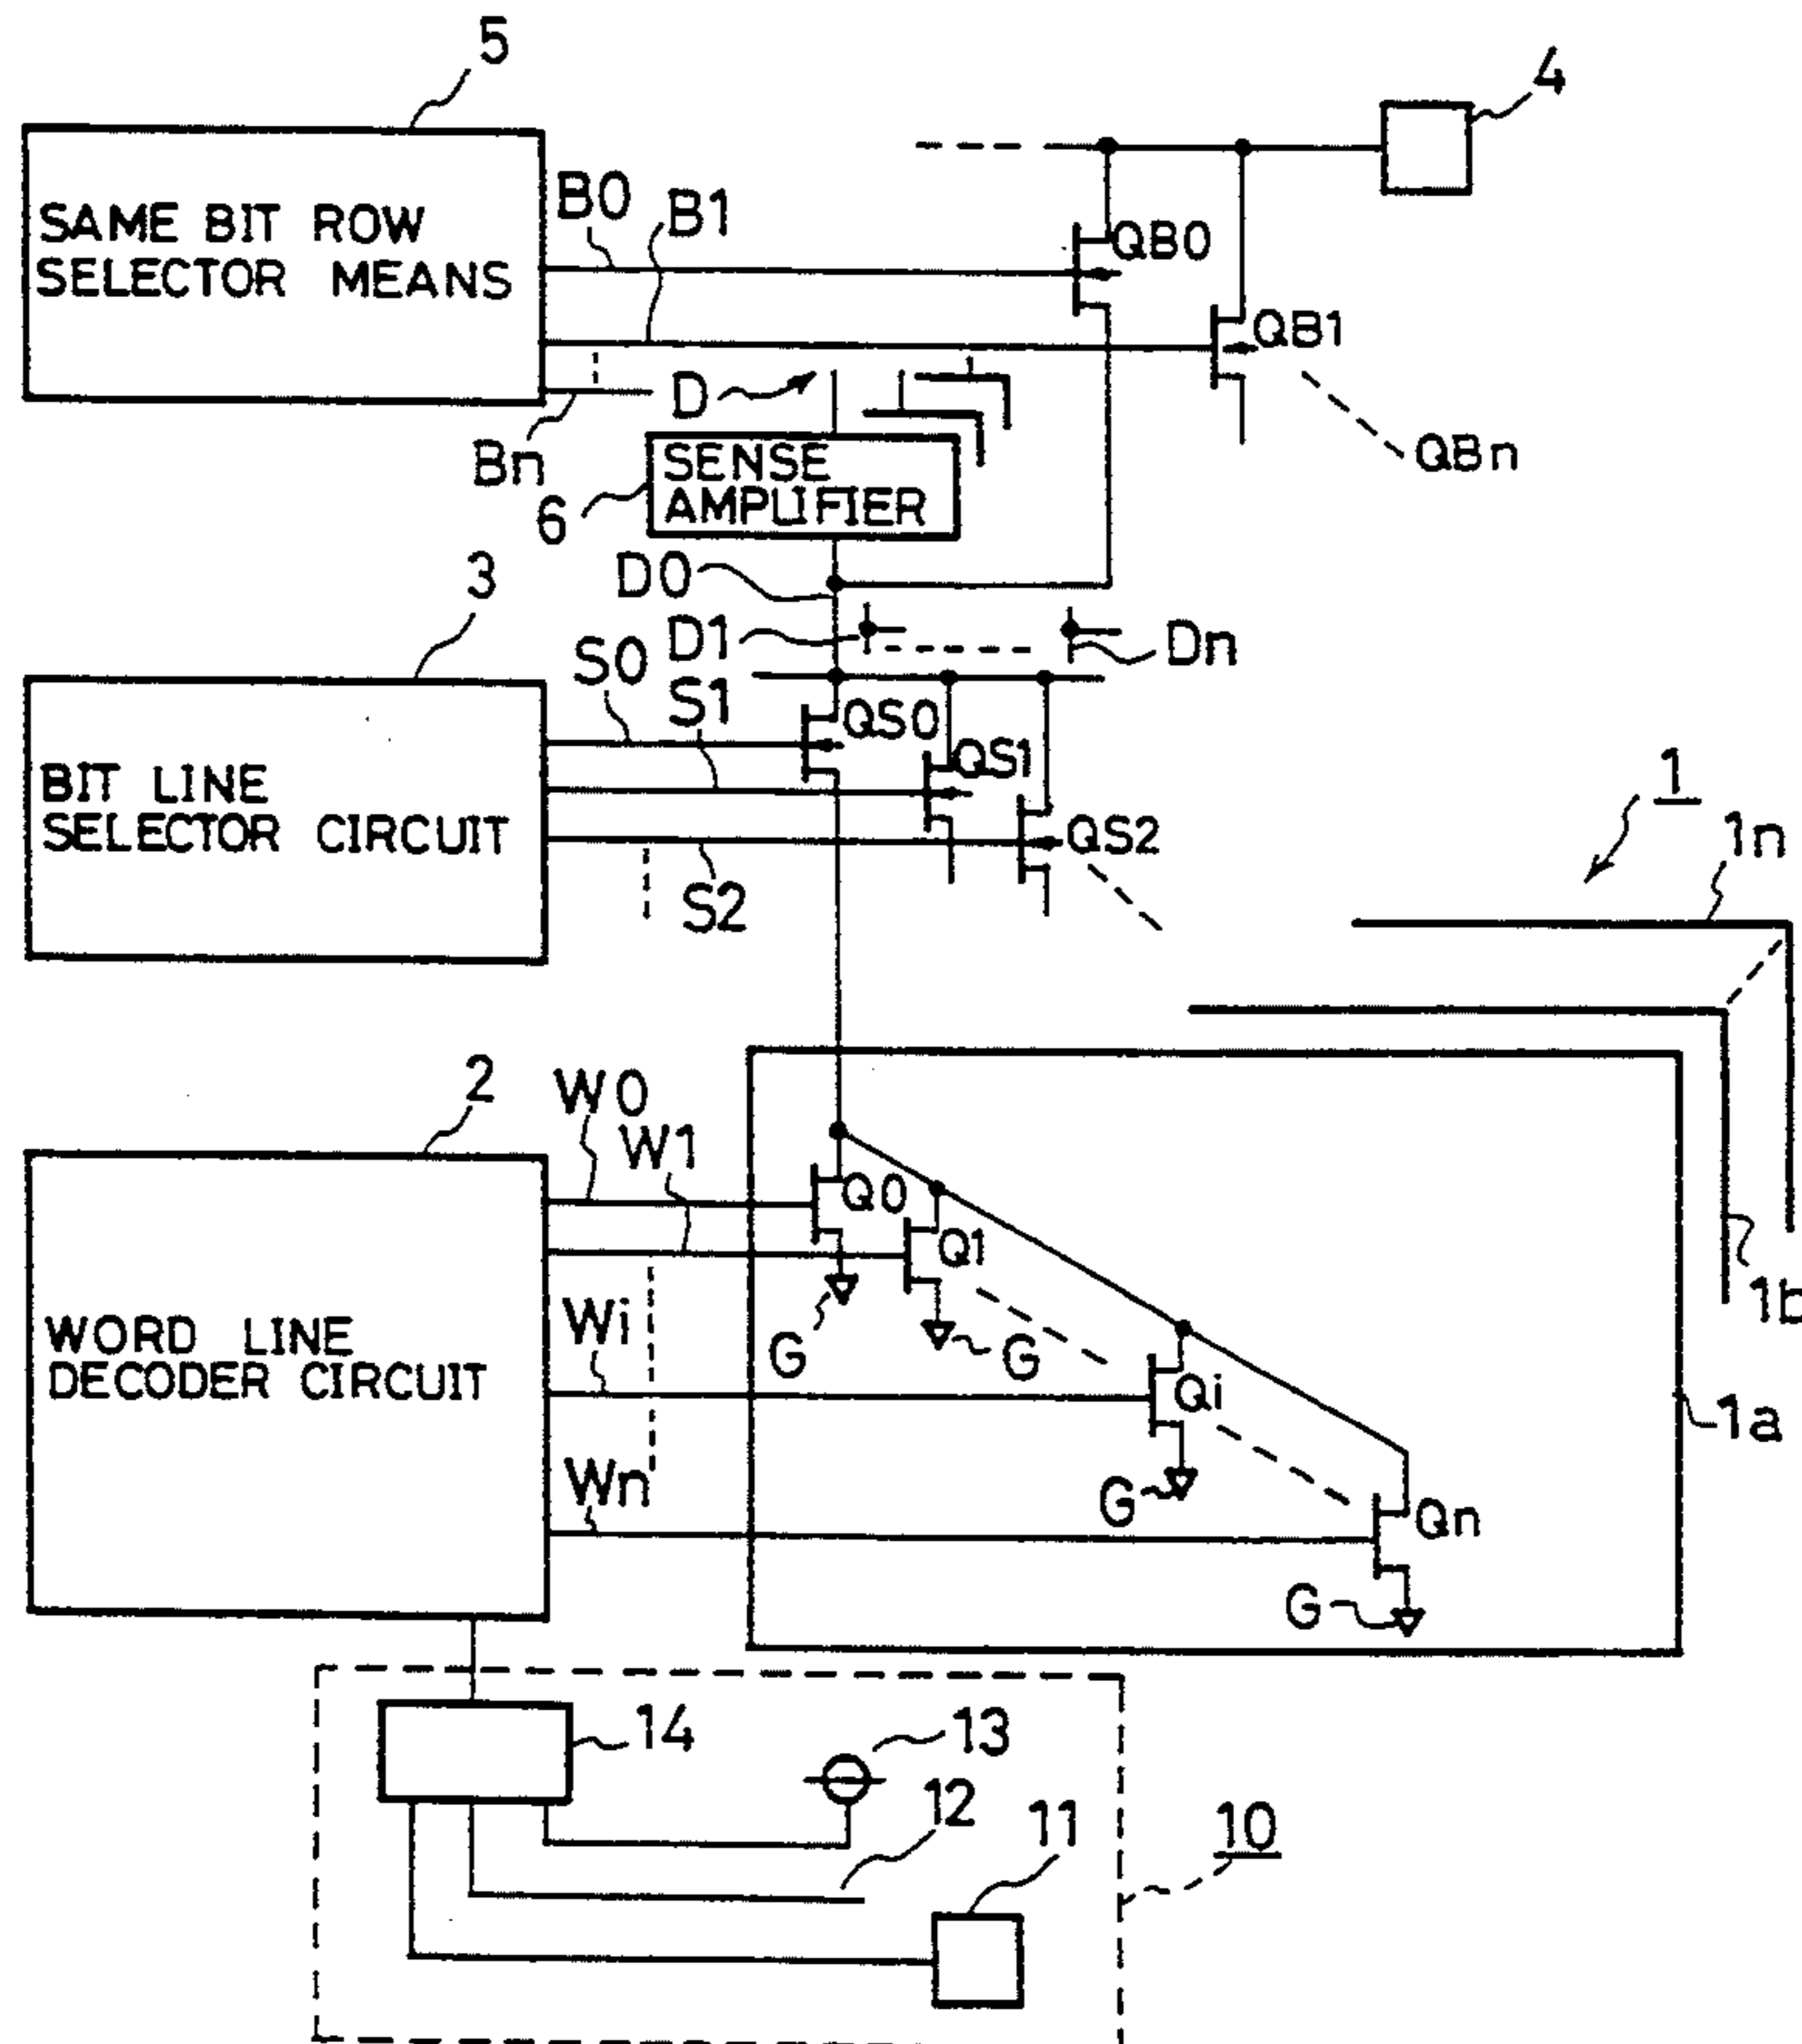 5
4
SAME BIT ROW
SELECTOR MEANS
B0
B1
QB0
QB1
D
Bn
QBn
SENSE
AMPLIFIER
6
D0
3
D1
Dn
S0
S1
QS0
QS1
QS2
BIT LINE
SELECTOR CIRCUIT
S2
1
1n
2
W0
W1
Q0
Q1
1b
WORD LINE
DECODER CIRCUIT
Wi
G
G
Qi
1a
Wn
G
Qn
G
14
13
12
11
10